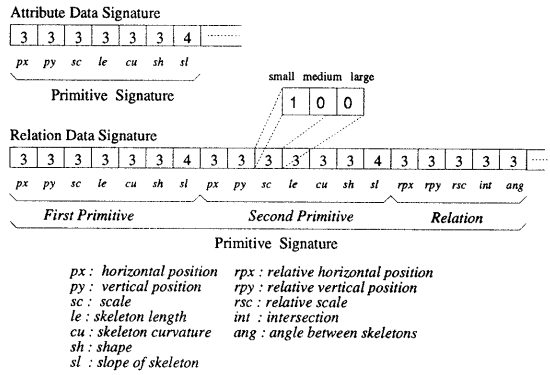 Attribute Data Signature
3 3 3 3 3 3 4
px py sc le cu sh sl
Primitive Signature
small medium large
1 0 0
Relation Data Signature
3 3 3 3 3 3 4 3 3 3 3 3 3 4 3 3 3 3 3
px py sc le cu sh sl px py sc le cu sh sl rpx rpy rsc int ang
First Primitive Second Primitive Relation
Primitive Signature
px : horizontal position rpx : relative horizontal position
py : vertical position rpy : relative vertical position
sc : scale rsc : relative scale
le : skeleton length int : intersection
cu : skeleton curvature ang : angle between skeletons
sh : shape
sl : slope of skeleton